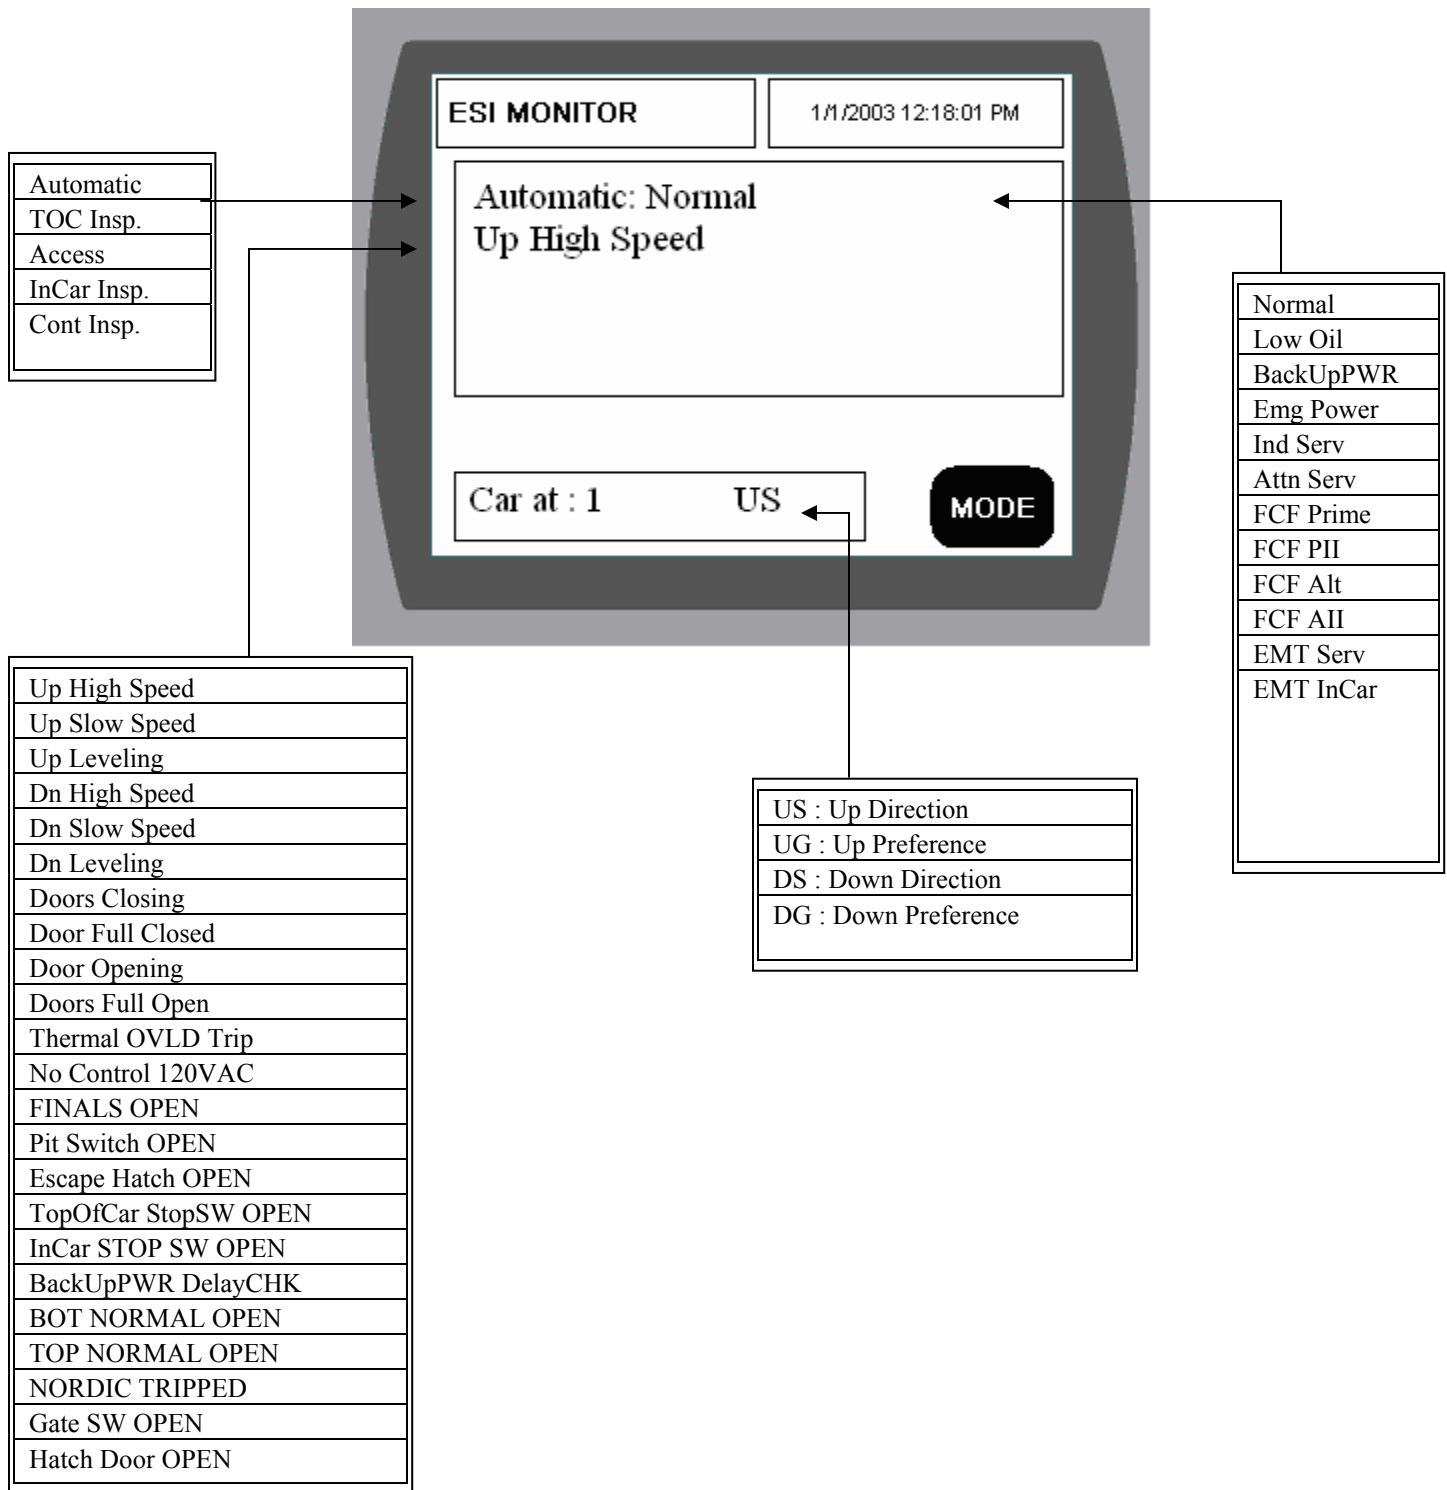 ESI MONITOR
1/1/2003 12:18:01 PM
Automatic: Normal
Up High Speed
Car at : 1 US
MODE
Automatic
TOC Insp.
Access
InCar Insp.
Cont Insp.
Normal
Low Oil
BackUpPWR
Emg Power
Ind Serv
Attn Serv
FCF Prime
FCF PII
FCF Alt
FCF AII
EMT Serv
EMT InCar
Up High Speed
Up Slow Speed
Up Leveling
Dn High Speed
Dn Slow Speed
Dn Leveling
Doors Closing
Door Full Closed
Door Opening
Doors Full Open
Thermal OVLD Trip
No Control 120VAC
FINALS OPEN
Pit Switch OPEN
Escape Hatch OPEN
TopOfCar StopSW OPEN
InCar STOP SW OPEN
BackUpPWR DelayCHK
BOT NORMAL OPEN
TOP NORMAL OPEN
NORDIC TRIPPED
Gate SW OPEN
Hatch Door OPEN
US : Up Direction
UG : Up Preference
DS : Down Direction
DG : Down Preference